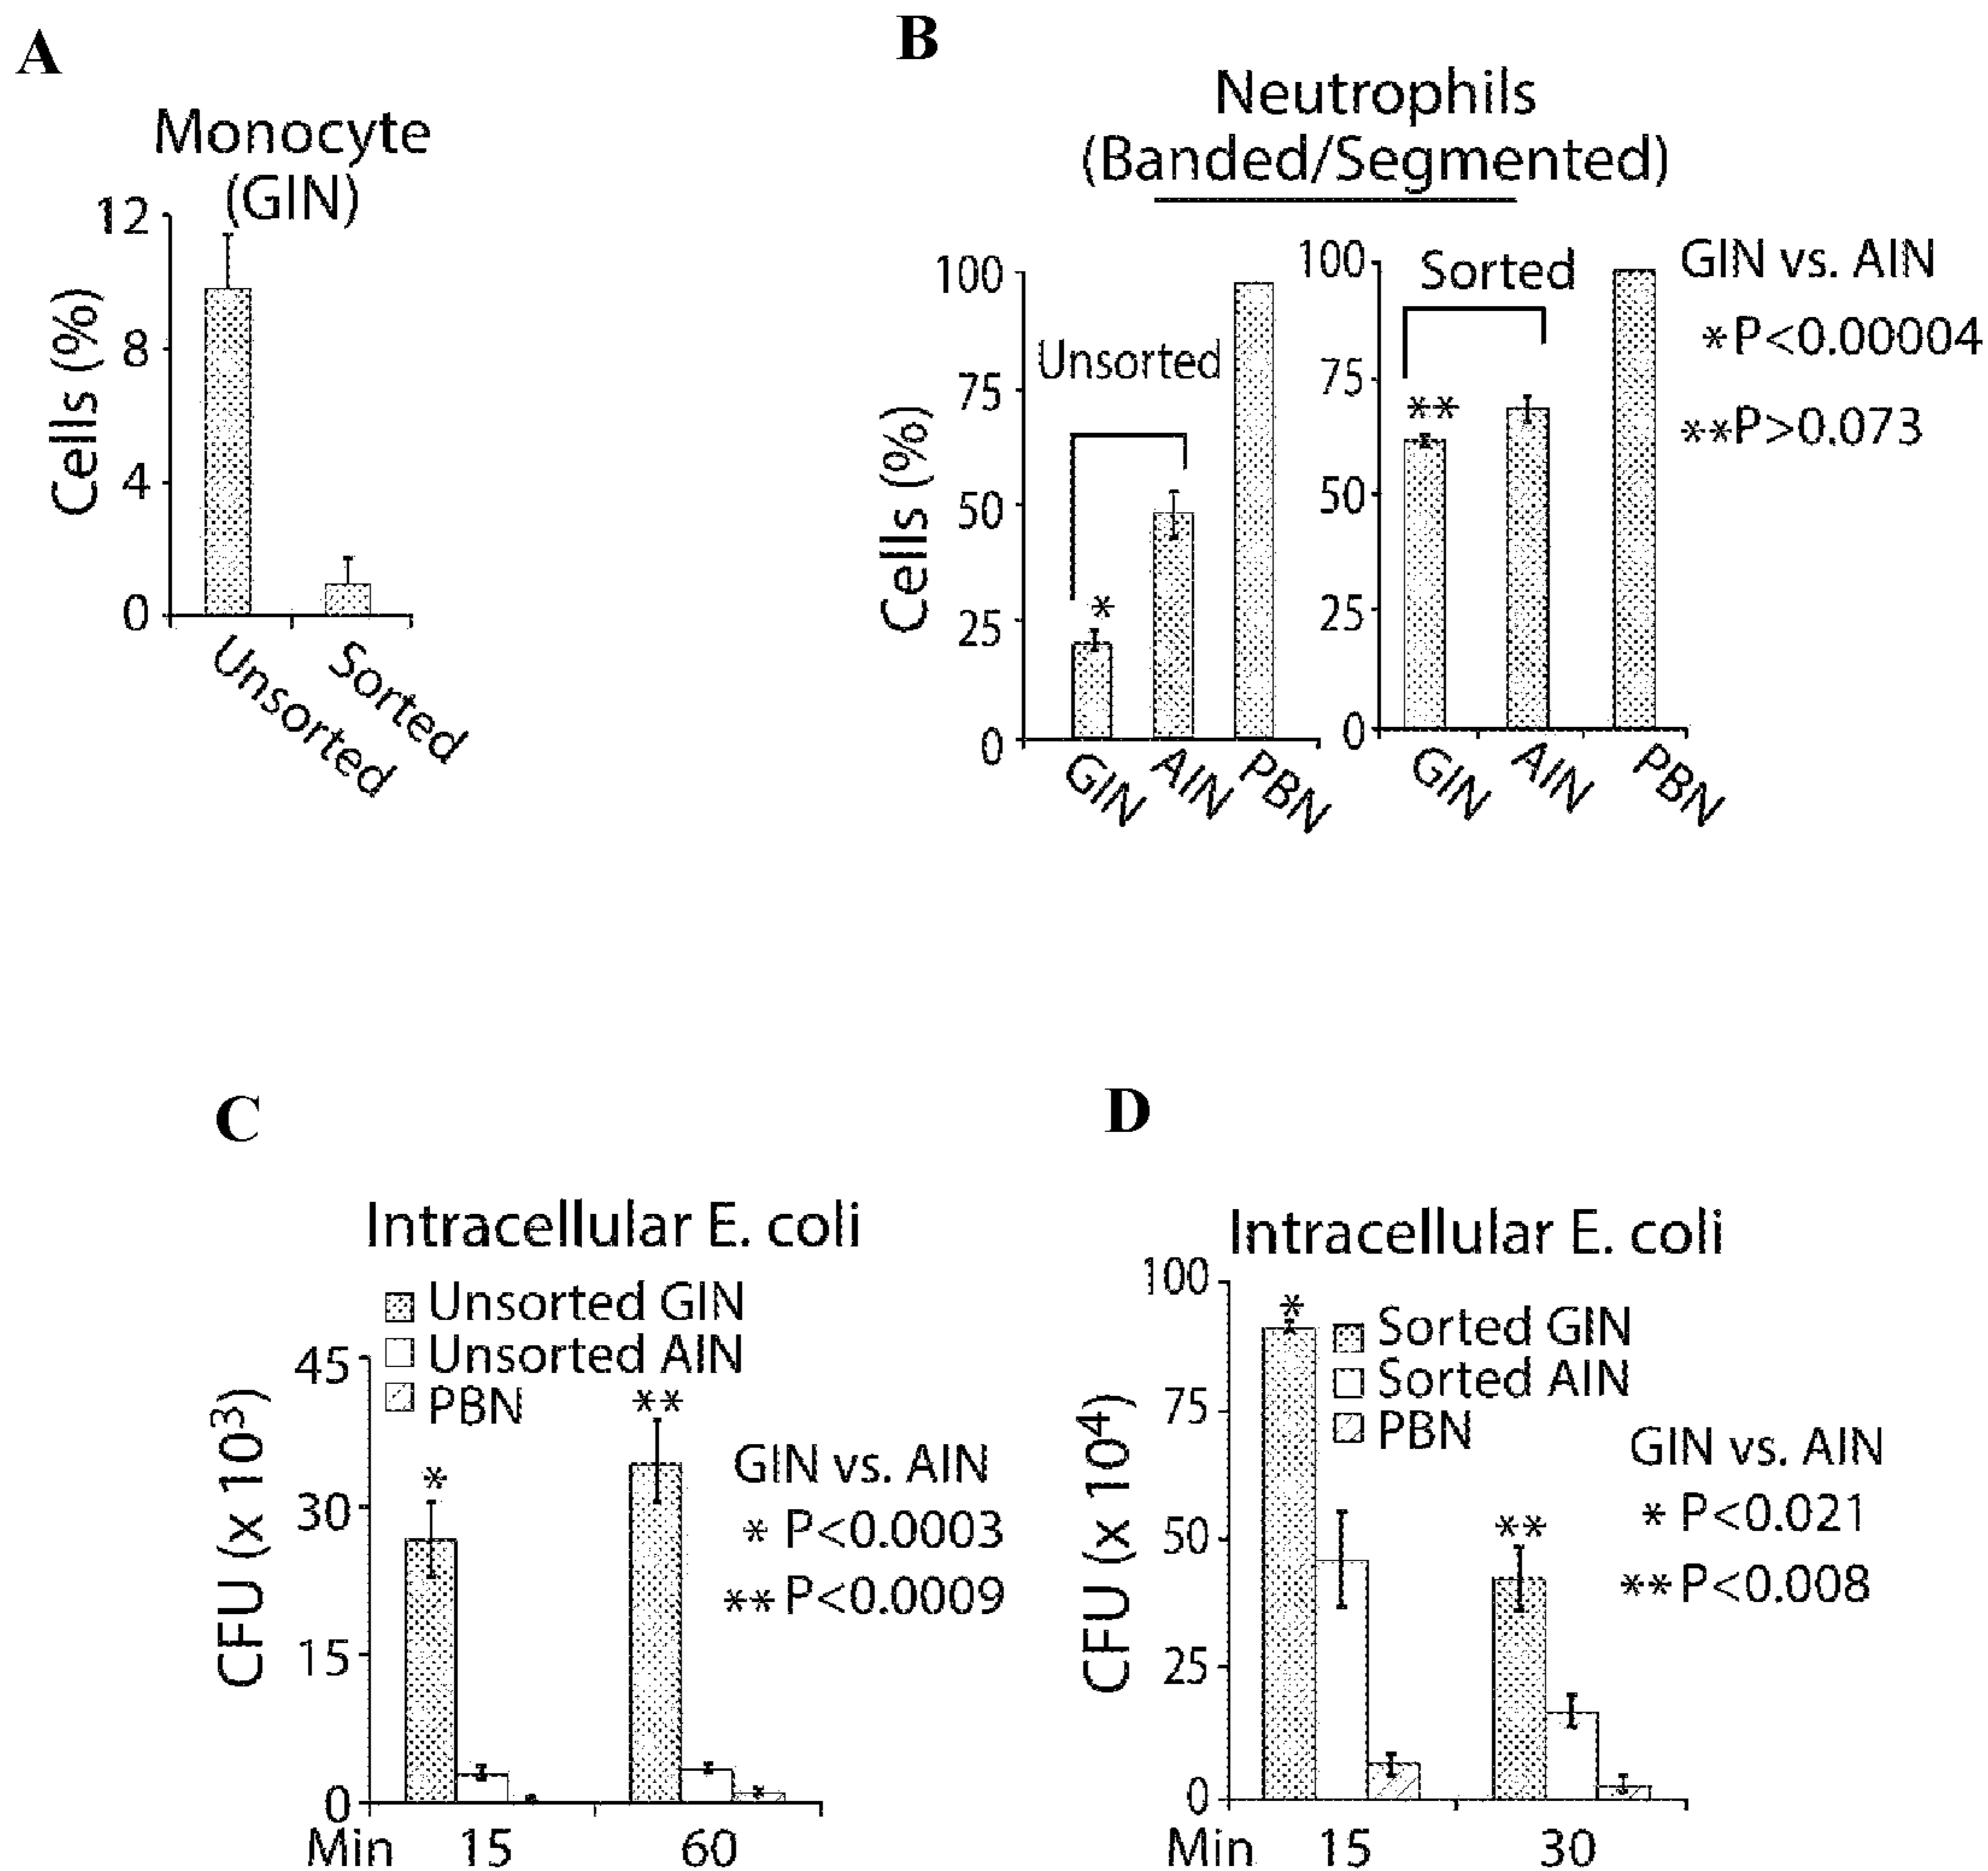 A
Monocyte
(GIN)
12
8
4
0
Cells (%)
Unsorted
Sorted
B
Neutrophils
(Banded/Segmented)
100
75
50
25
0
Cells (%)
Unsorted
*
GIN
AIN
PBN
100
75
50
25
0
Sorted
**
GIN
AIN
PBN
GIN vs. AIN
*P<0.00004
**P>0.073
C
Intracellular E. coli
Unsorted GIN
Unsorted AIN
PBN
45
30
15
0
CFU (x 10³)
*
**
GIN vs. AIN
* P<0.0003
** P<0.0009
Min 15 60
D
Intracellular E. coli
100
75
50
25
0
CFU (x 10⁴)
*
Sorted GIN
Sorted AIN
PBN
**
GIN vs. AIN
* P<0.021
** P<0.008
Min 15 30